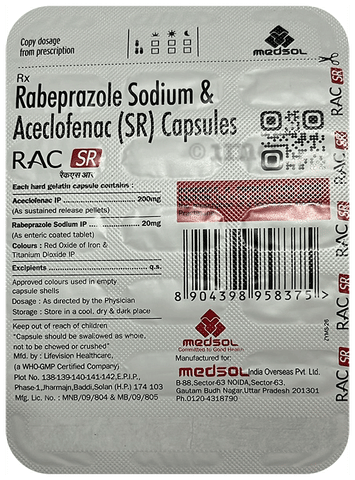 Copy dosage
from prescription
medsol
Rx
Rabeprazole Sodium &
Aceclofenac (SR) Capsules
RAC SR
रैकएस आर
RAC SR
Each hard gelatin capsule contains :
Aceclofenac IP 200mg
(As sustained release pellets)
Rabeprazole Sodium IP 20mg
(As enteric coated tablet)
Colours : Red Oxide of Iron &
Titanium Dioxide IP
Excipients q.s.
Approved colours used in empty
capsule shells
Dosage : As directed by the Physician
Storage : Store in a cool, dry & dark place
Keep out of reach of children
"Capsule should be swallowed as whole,
not to be chewed or crushed"
Mfd. by : Lifevision Healthcare,
(a WHO-GMP Certified Company)
Plot No. 138-139-140-141-142,E.P.I.P.,
Phase-1,Jharmajn,Baddi,Solan (H.P.) 174 103
Mfg. Lic. No. : MNB/09/804 & MB/09/805
8 904398 958375 >
medsol
Committed to Good Health
Manufactured for:
medsol India Overseas Pvt. Ltd.
B-88,Sector-63 NOIDA,Sector-63,
Gautam Budh Nagar,Uttar Pradesh 201301
Ph.0120-4318790